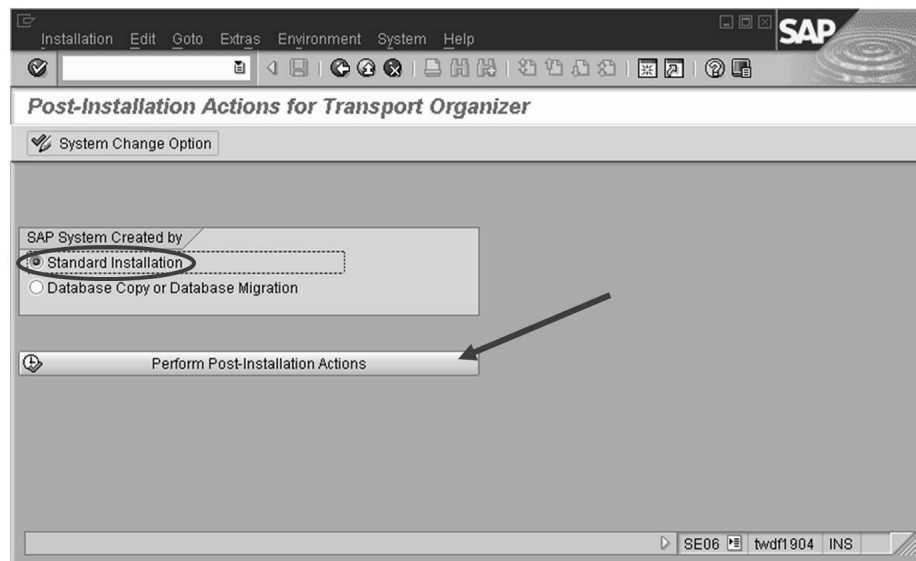 Installation Edit Goto Extras Environment System Help
SAP
Post-Installation Actions for Transport Organizer
System Change Option
SAP System Created by
Standard Installation
Database Copy or Database Migration
Perform Post-Installation Actions
SE06 twdf1904 INS